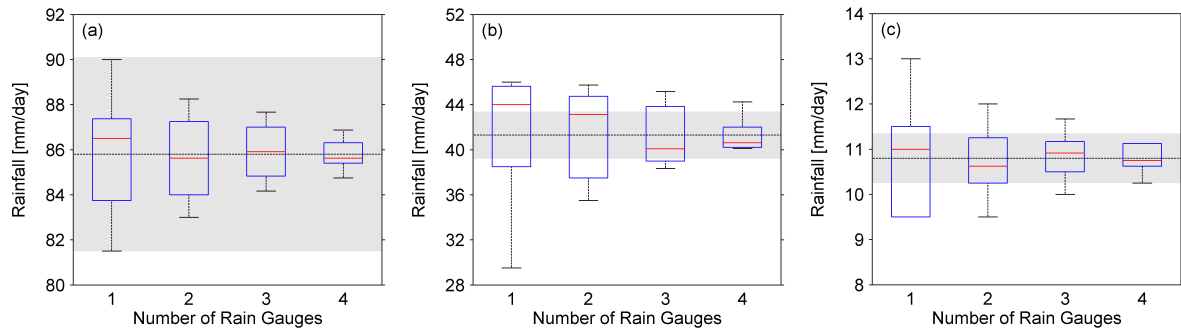 (a)
Rainfall [mm/day]
92
90
88
86
84
82
80
1 2 3 4
Number of Rain Gauges
(b)
Rainfall [mm/day]
52
48
44
40
36
32
28
1 2 3 4
Number of Rain Gauges
(c)
Rainfall [mm/day]
14
13
12
11
10
9
8
1 2 3 4
Number of Rain Gauges